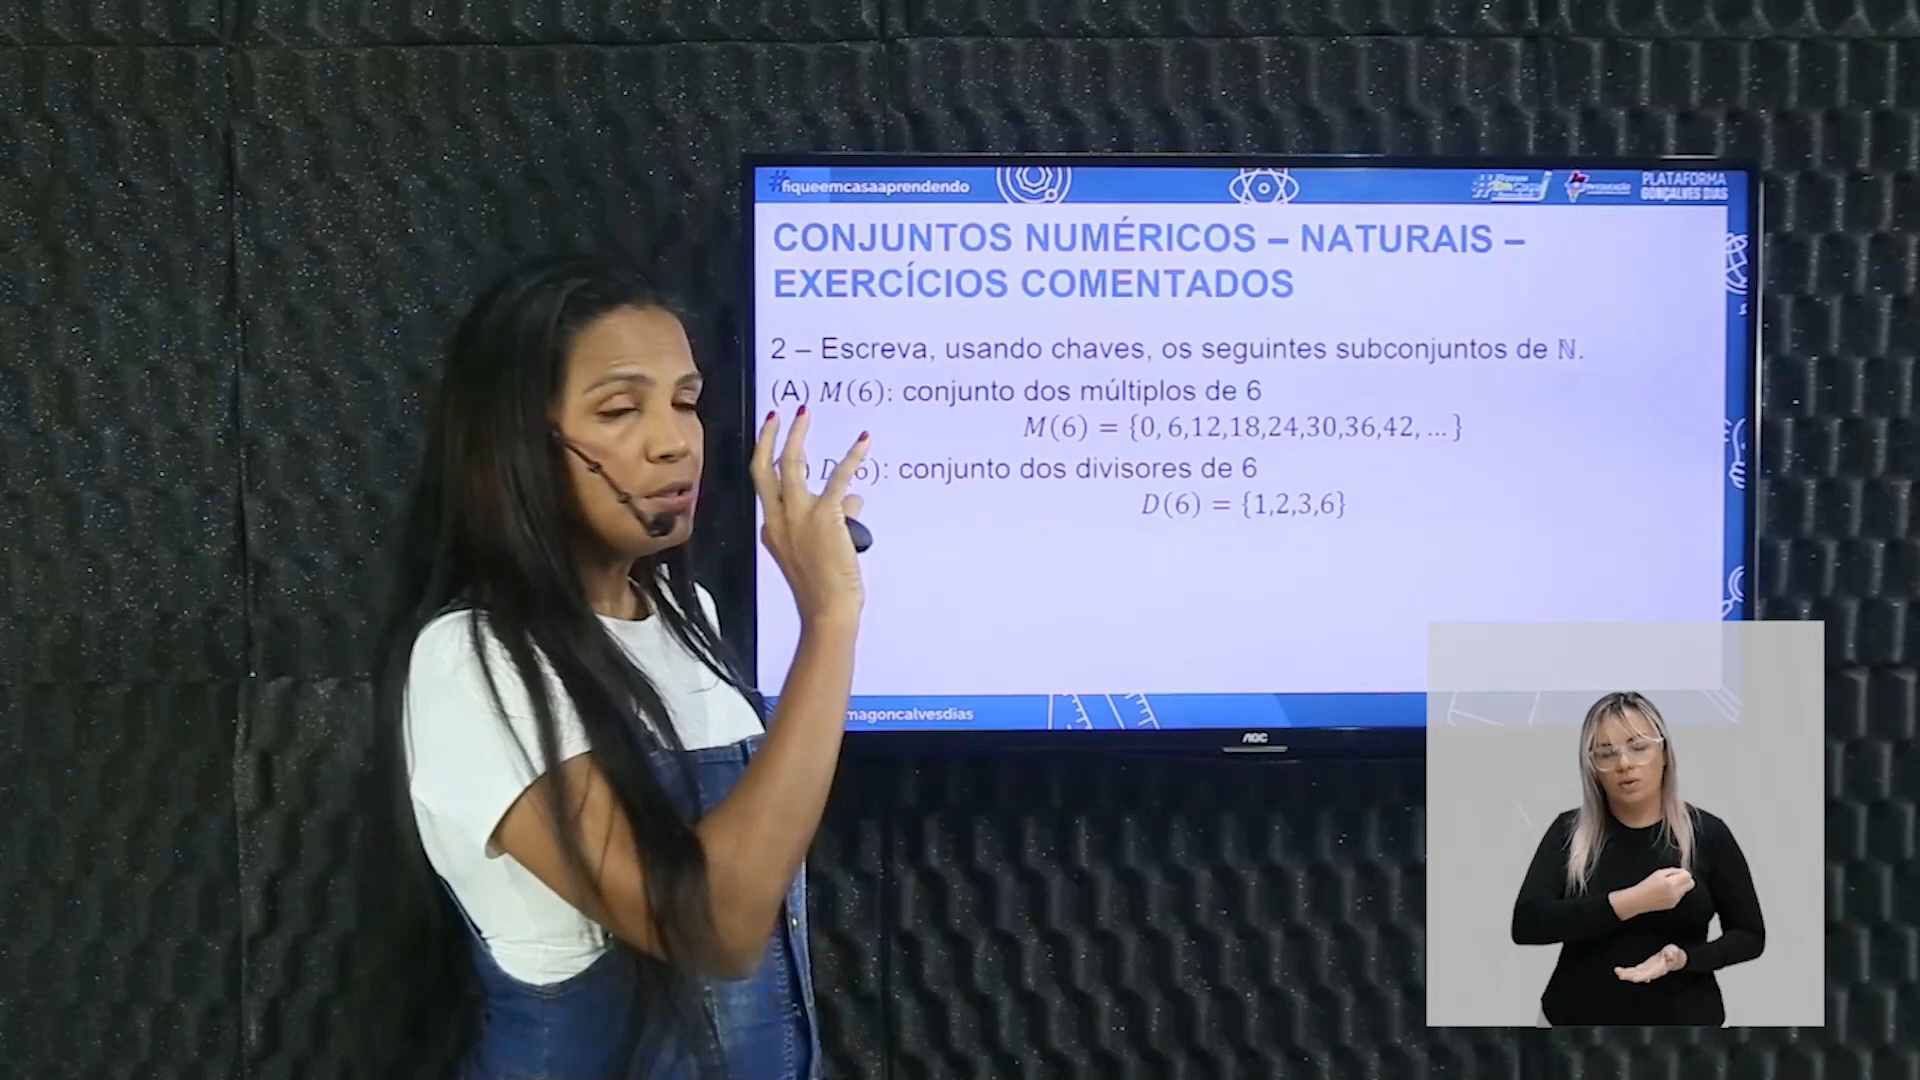 #fiqueemcasaaprendendo
PLATAFORMA
GONÇALVES DIAS
CONJUNTOS NUMÉRICOS – NATURAIS –
EXERCÍCIOS COMENTADOS
2 – Escreva, usando chaves, os seguintes subconjuntos de ℕ.
(A) M(6): conjunto dos múltiplos de 6
M(6) = {0, 6,12,18,24,30,36,42, ... }
) D(6): conjunto dos divisores de 6
D(6) = {1,2,3,6}
magoncalvesdias
AOC